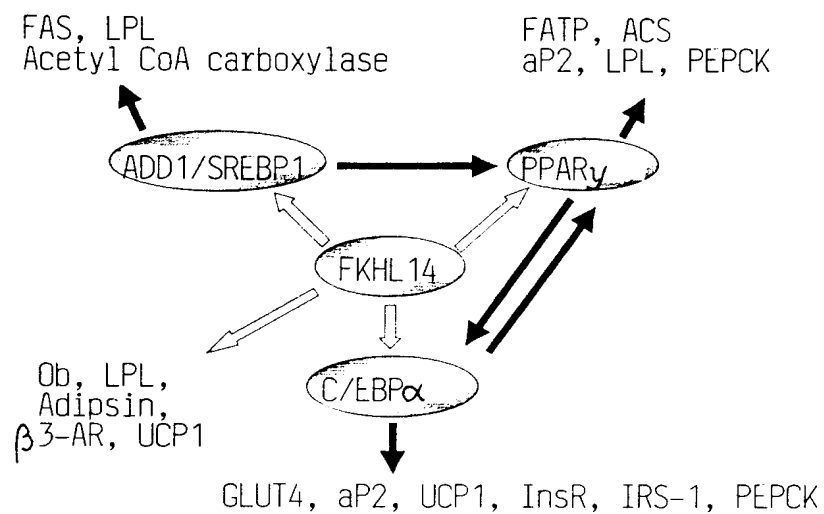 FAS, LPL
Acetyl CoA carboxylase
FATP, ACS
aP2, LPL, PEPCK
ADD1/SREBP1
PPARγ
FKHL14
C/EBPα
Ob, LPL,
Adipsin,
β3-AR, UCP1
GLUT4, aP2, UCP1, InsR, IRS-1, PEPCK